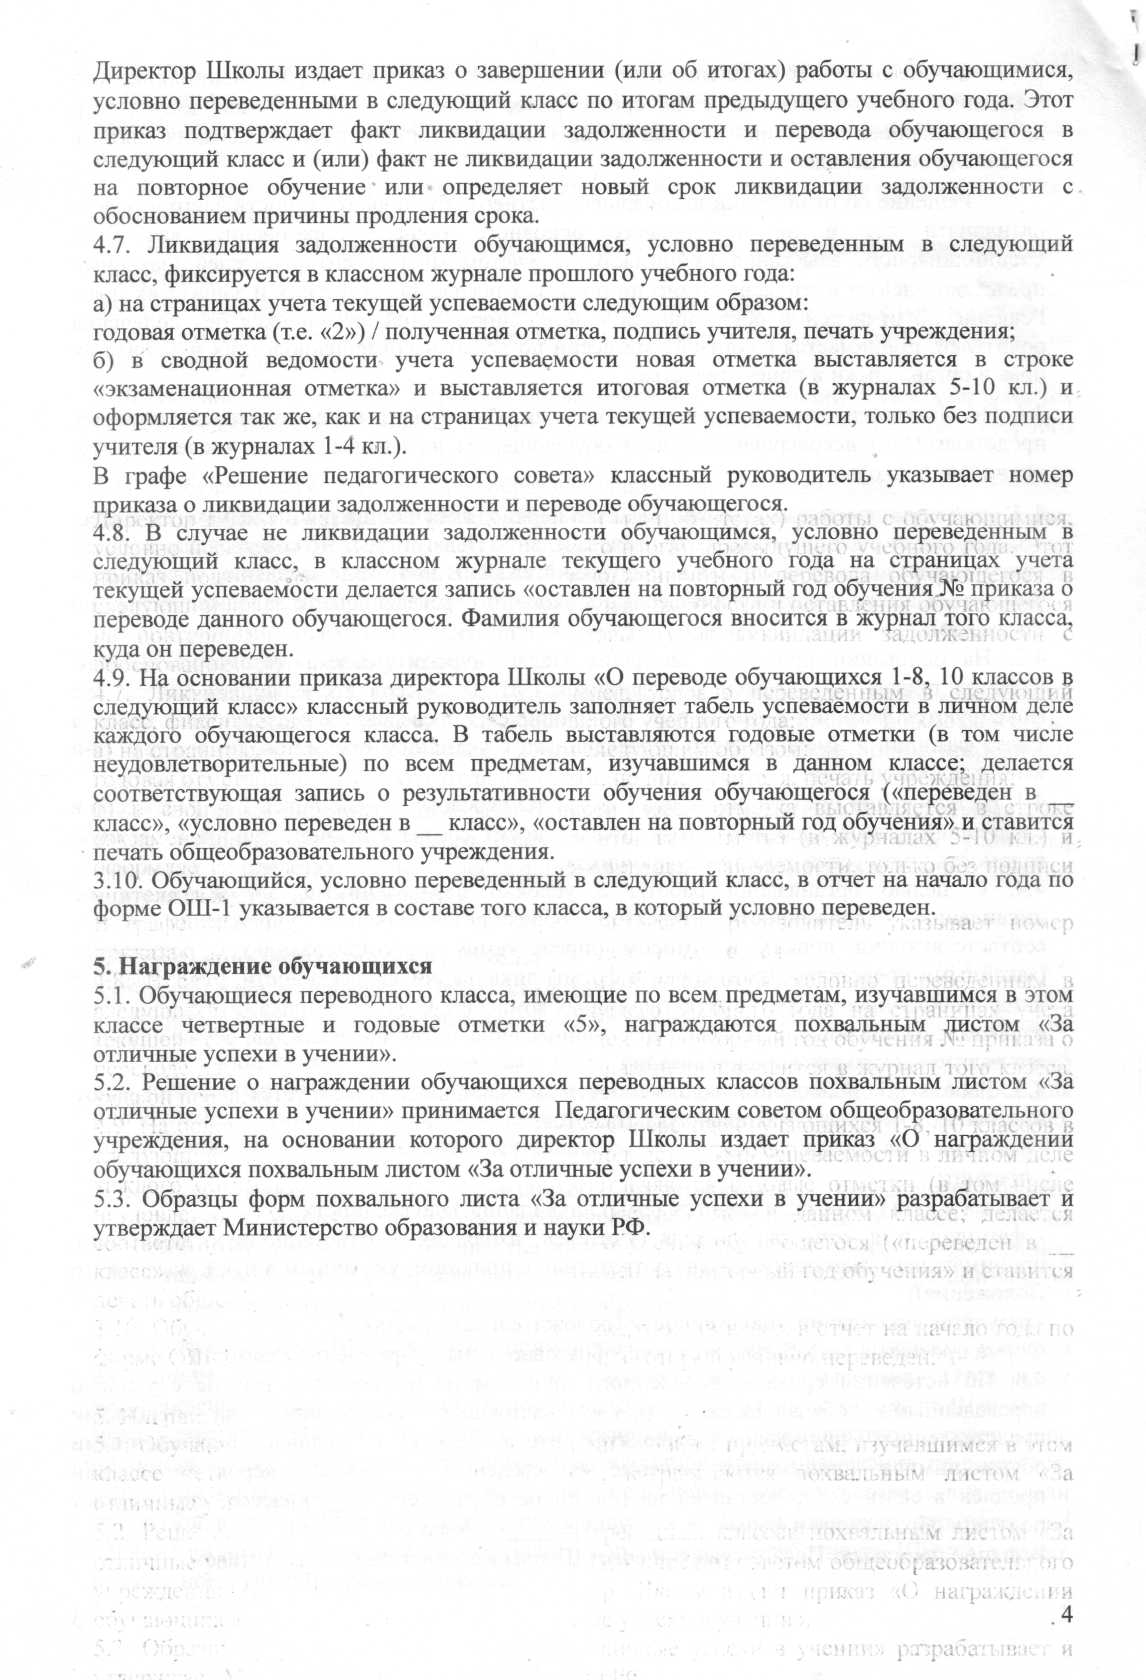 Директор Школы издает приказ о завершении (или об итогах) работы с обучающимися,
условно переведенными в следующий класс по итогам предыдущего учебного года. Этот
приказ подтверждает факт ликвидации задолженности и перевода обучающегося в
следующий класс и (или) факт не ликвидации задолженности и оставления обучающегося
на повторное обучение или определяет новый срок ликвидации задолженности с
обоснованием причины продления срока.
4.7. Ликвидация задолженности обучающимся, условно переведенным в следующий
класс, фиксируется в классном журнале прошлого учебного года:
а) на страницах учета текущей успеваемости следующим образом:
годовая отметка (т.е. «2») / полученная отметка, подпись учителя, печать учреждения;
б) в сводной ведомости учета успеваемости новая отметка выставляется в строке
«экзаменационная отметка» и выставляется итоговая отметка (в журналах 5-10 кл.) и
оформляется так же, как и на страницах учета текущей успеваемости, только без подписи
учителя (в журналах 1-4 кл.).
В графе «Решение педагогического совета» классный руководитель указывает номер
приказа о ликвидации задолженности и переводе обучающегося.
4.8. В случае не ликвидации задолженности обучающимся, условно переведенным в
следующий класс, в классном журнале текущего учебного года на страницах учета
текущей успеваемости делается запись «оставлен на повторный год обучения № приказа о
переводе данного обучающегося. Фамилия обучающегося вносится в журнал того класса,
куда он переведен.
4.9. На основании приказа директора Школы «О переводе обучающихся 1-8, 10 классов в
следующий класс» классный руководитель заполняет табель успеваемости в личном деле
каждого обучающегося класса. В табель выставляются годовые отметки (в том числе
неудовлетворительные) по всем предметам, изучавшимся в данном классе; делается
соответствующая запись о результативности обучения обучающегося («переведен в __
класс», «условно переведен в __ класс», «оставлен на повторный год обучения» и ставится
печать общеобразовательного учреждения.
3.10. Обучающийся, условно переведенный в следующий класс, в отчет на начало года по
форме ОШ-1 указывается в составе того класса, в который условно переведен.
5. Награждение обучающихся
5.1. Обучающиеся переводного класса, имеющие по всем предметам, изучавшимся в этом
классе четвертные и годовые отметки «5», награждаются похвальным листом «За
отличные успехи в учении».
5.2. Решение о награждении обучающихся переводных классов похвальным листом «За
отличные успехи в учении» принимается Педагогическим советом общеобразовательного
учреждения, на основании которого директор Школы издает приказ «О награждении
обучающихся похвальным листом «За отличные успехи в учении».
5.3. Образцы форм похвального листа «За отличные успехи в учении» разрабатывает и
утверждает Министерство образования и науки РФ.
4